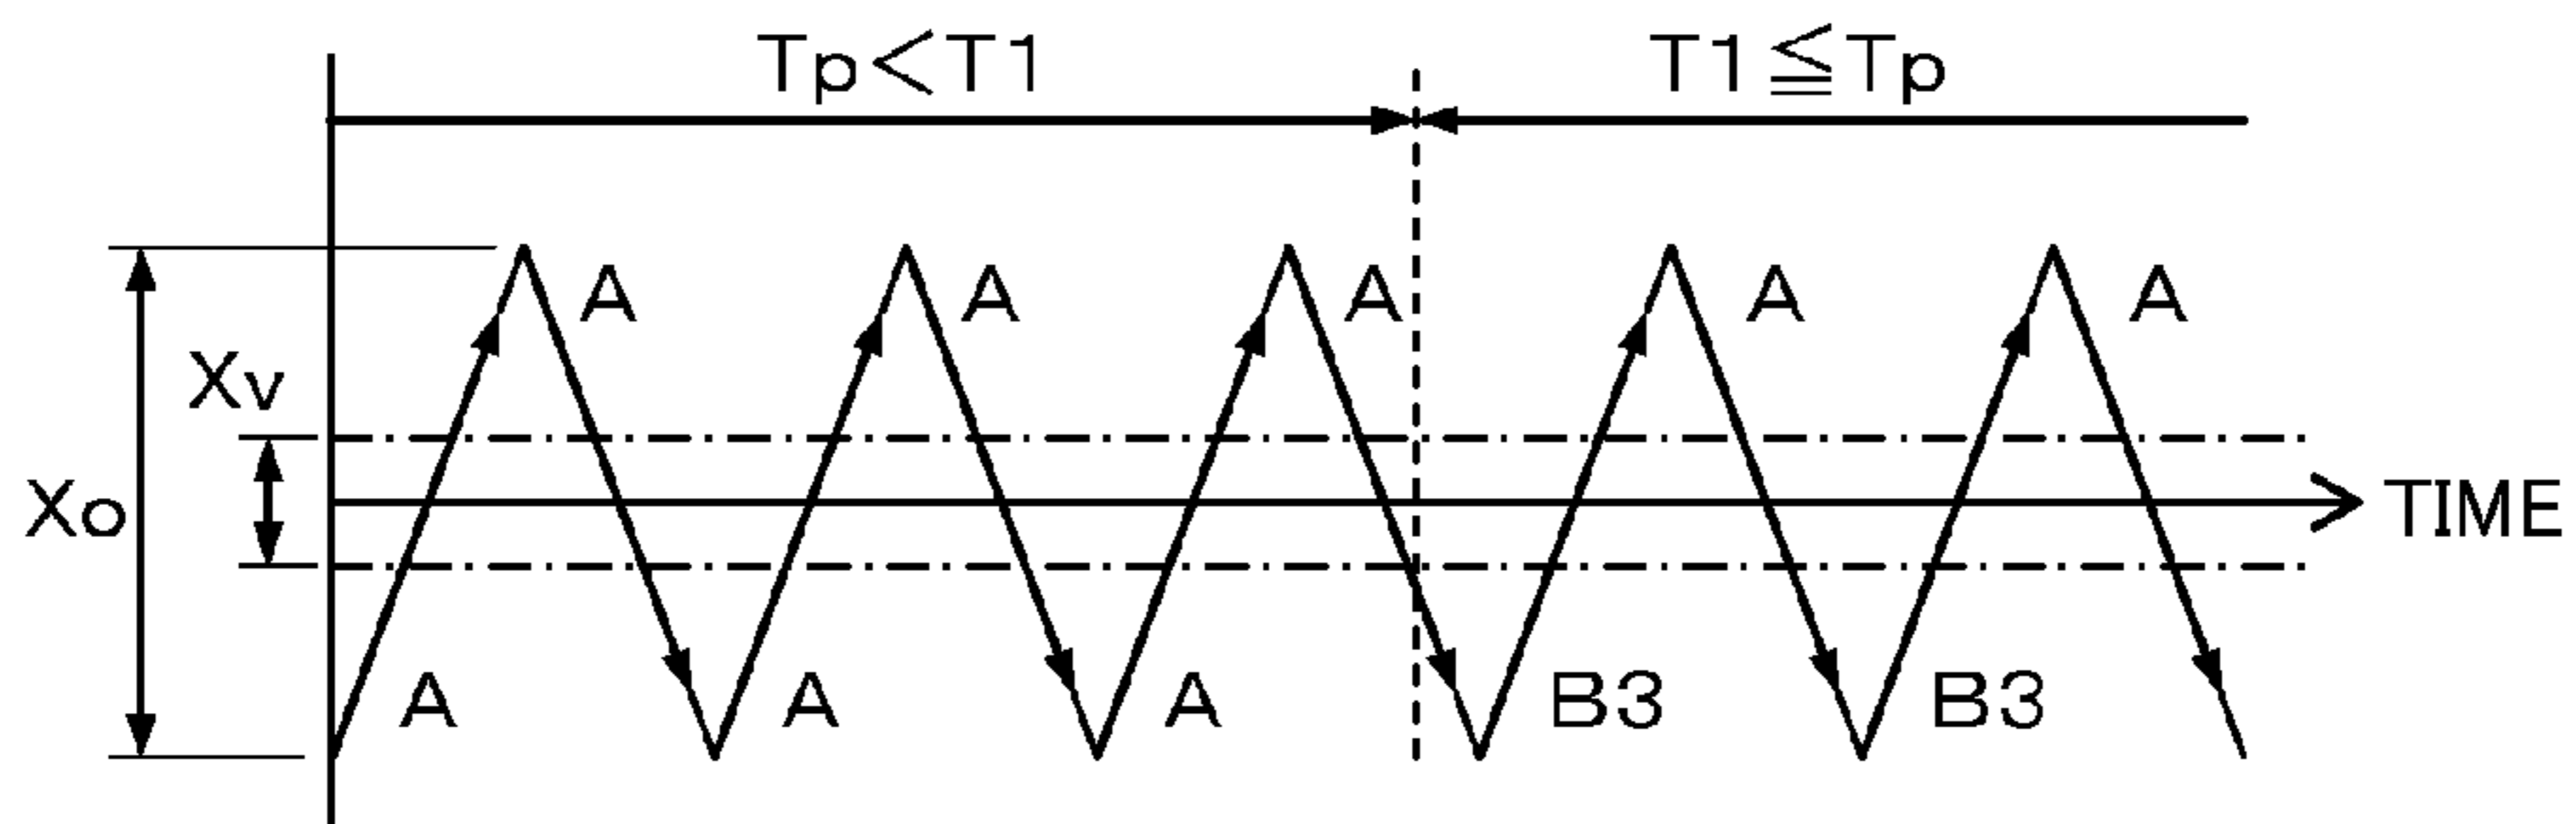 Tp<T1 T1≦Tp
A A A A A
Xv
Xo
TIME
A A A B3 B3